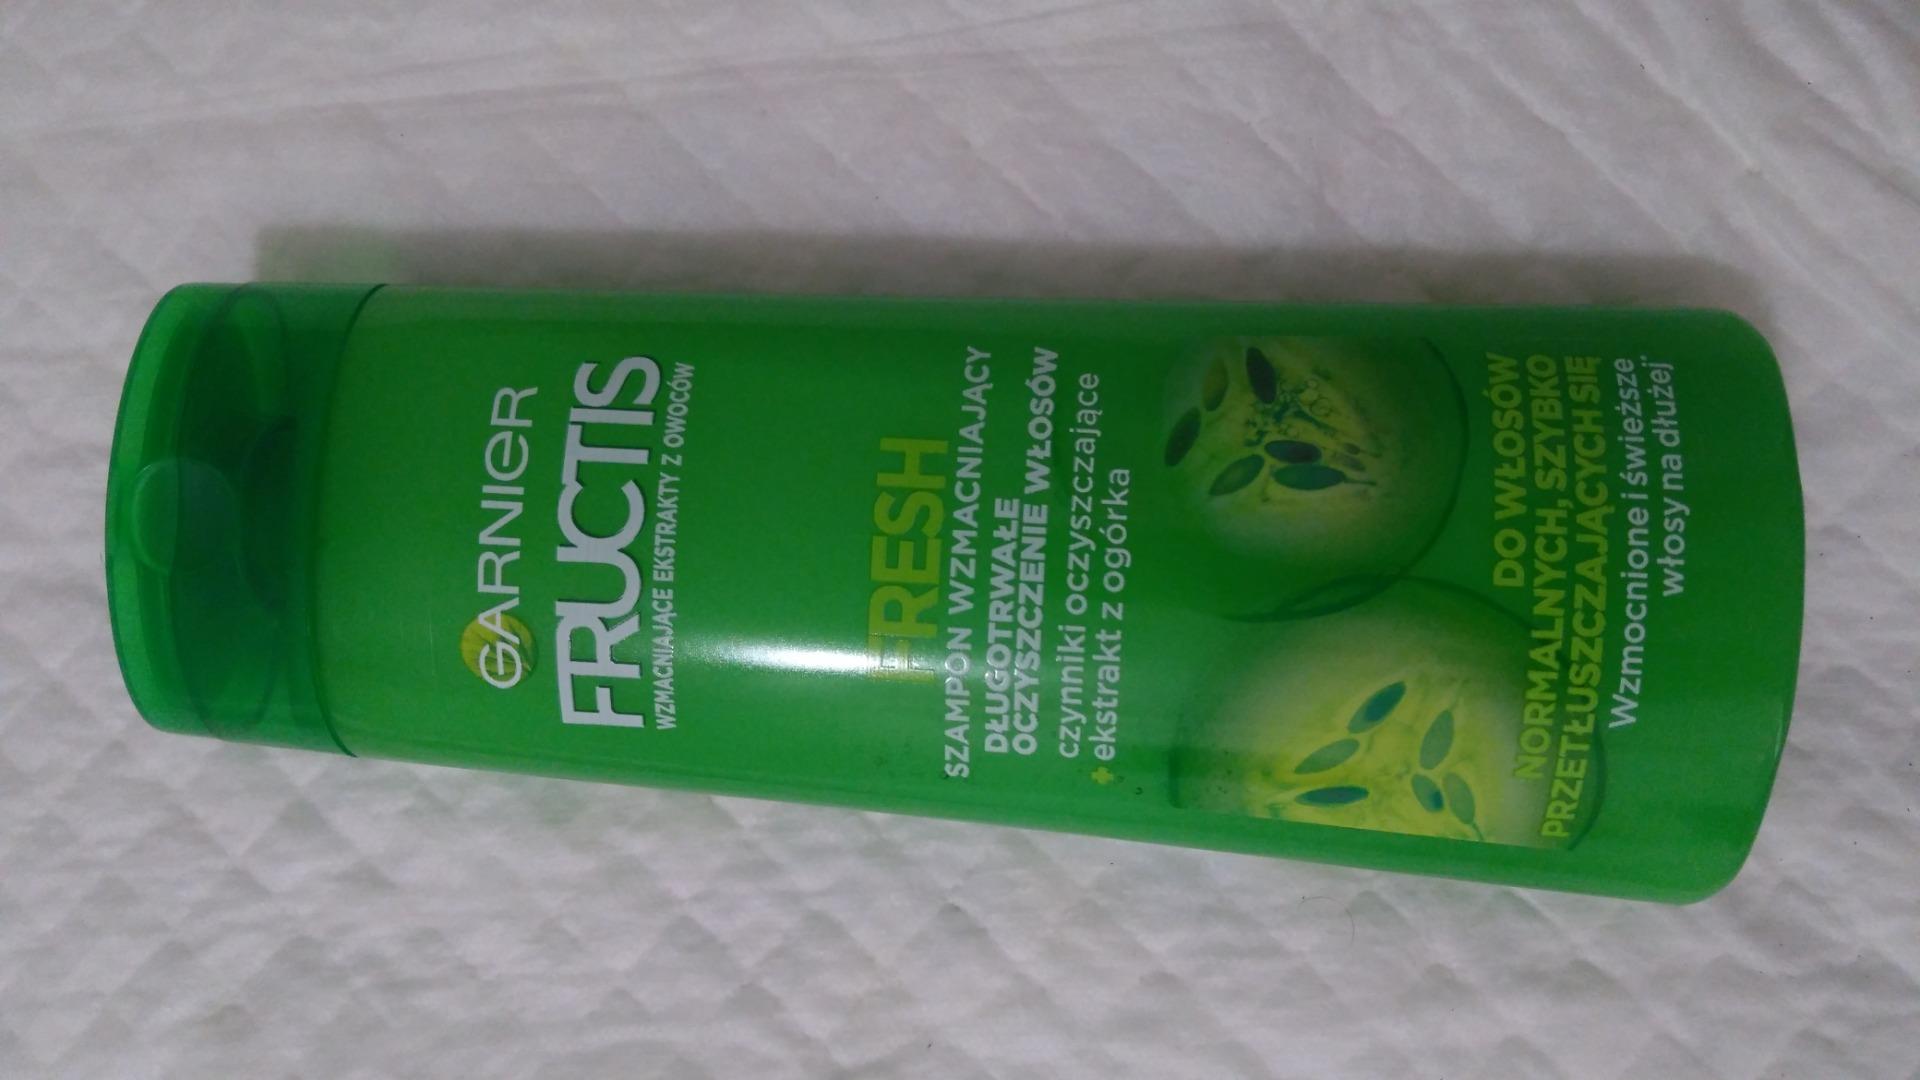 GARNIER
FRUCTIS
WZMACNIAJĄCE EKSTRAKTY Z OWOCÓW
FRESH
SZAMPON WZMACNIAJĄCY
DŁUGOTRWAŁE
OCZYSZCZENIE WŁOSÓW
czynniki oczyszczające
+ ekstrakt z ogórka
DO WŁOSÓW
NORMALNYCH, SZYBKO
PRZETŁUSZCZAJĄCYCH SIĘ
Wzmocnione i świeższe
włosy na dłużej